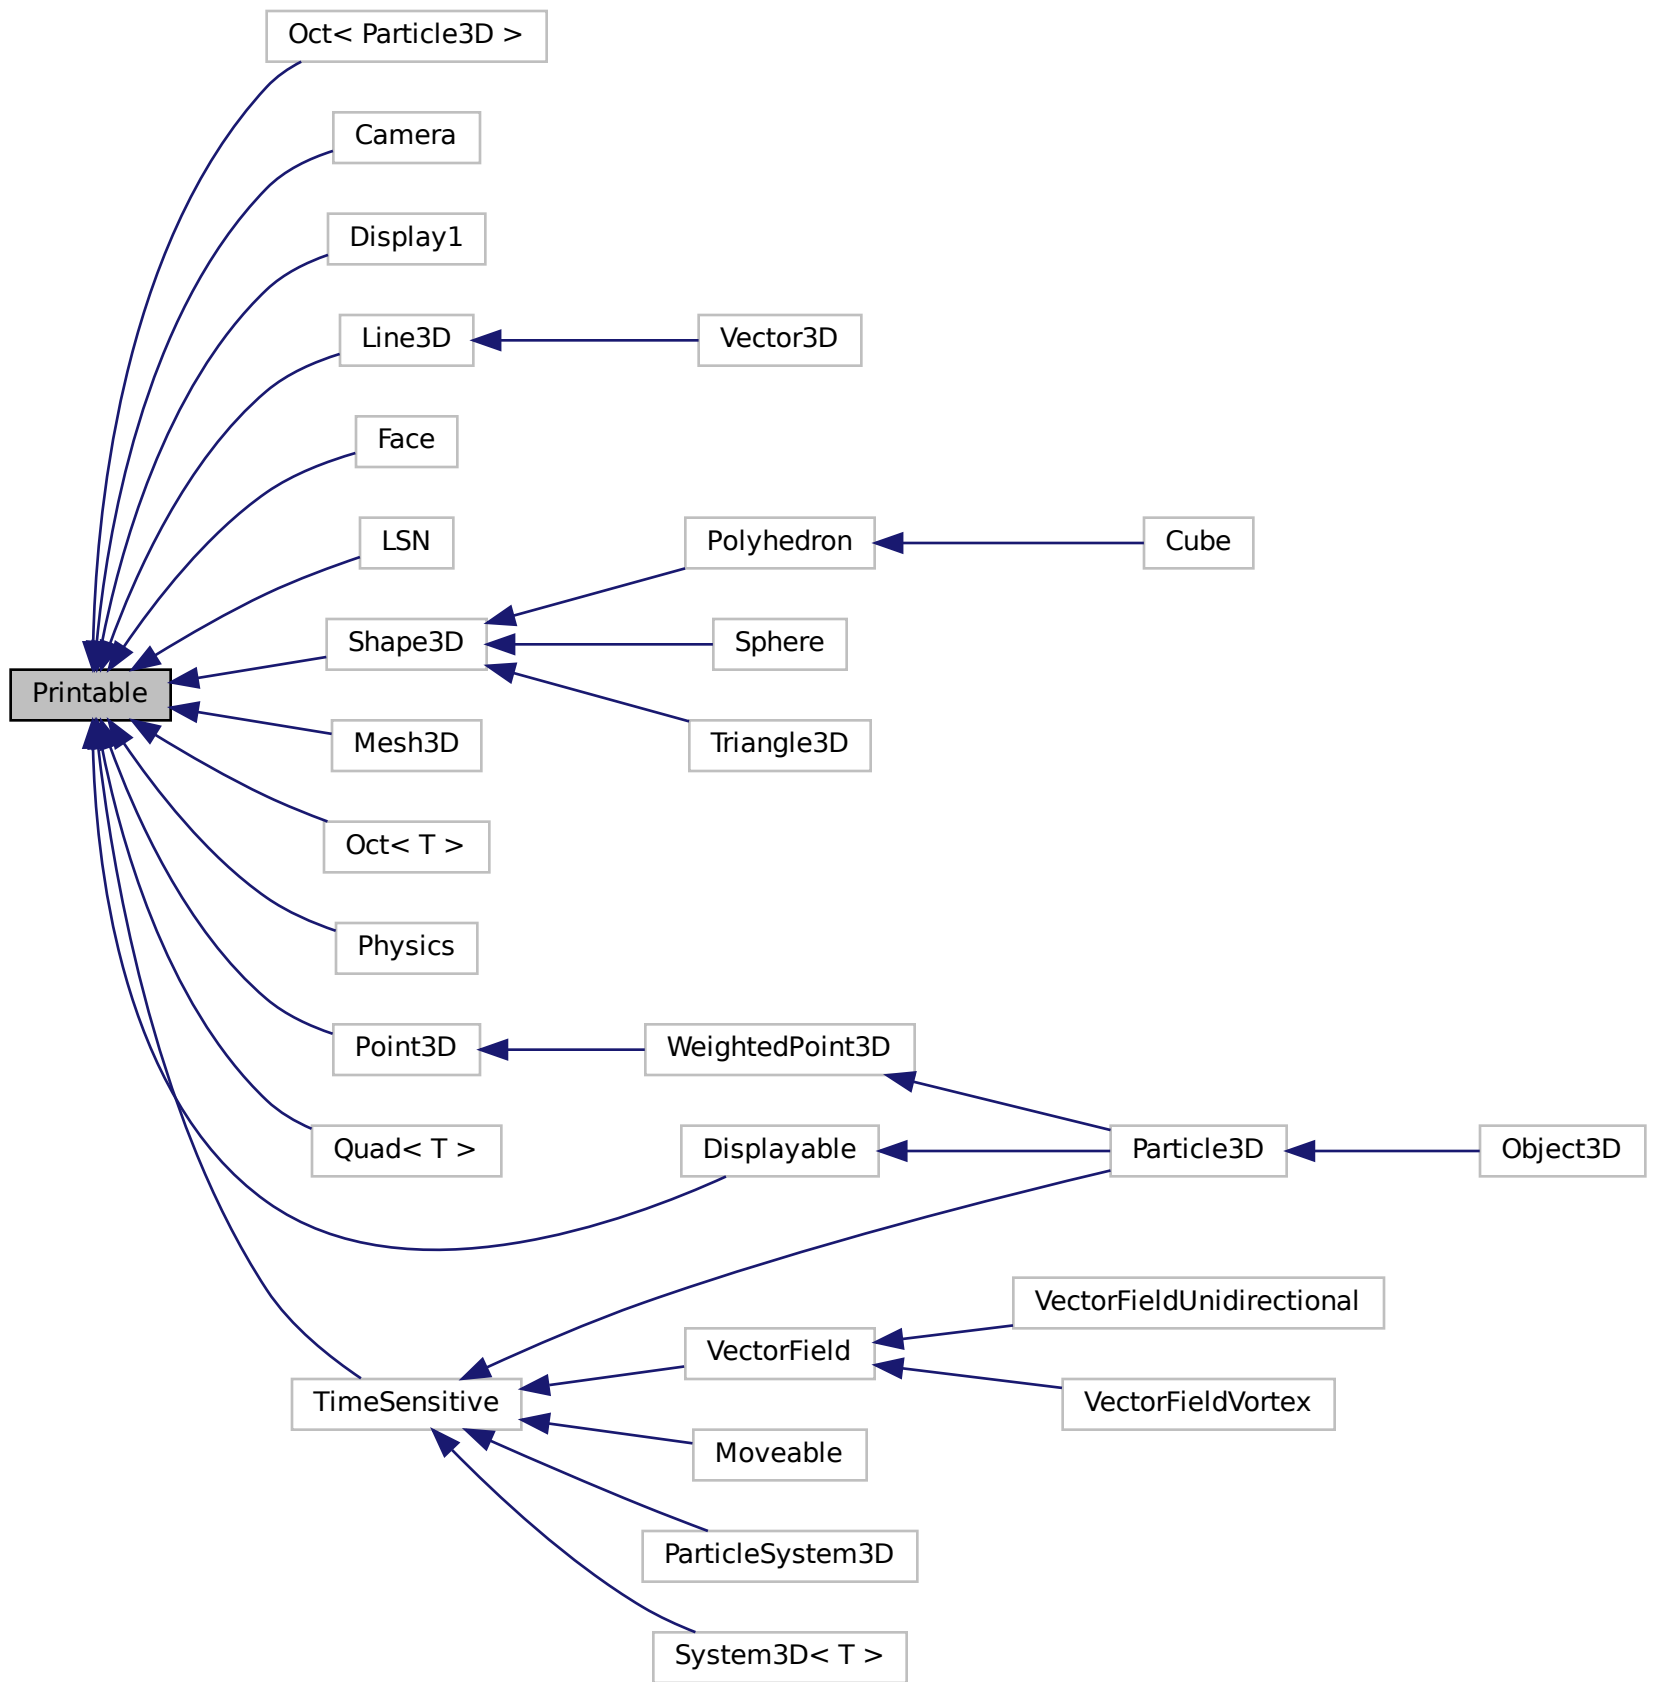 Oct< Particle3D >
Camera
Display1
Line3D
Vector3D
Face
LSN
Polyhedron
Cube
Shape3D
Sphere
Printable
Mesh3D
Triangle3D
Oct< T >
Physics
Point3D
WeightedPoint3D
Quad< T >
Displayable
Particle3D
Object3D
VectorFieldUnidirectional
VectorField
TimeSensitive
VectorFieldVortex
Moveable
ParticleSystem3D
System3D< T >